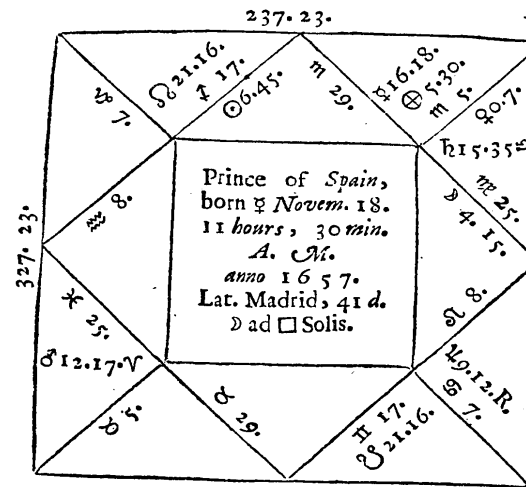 237. 23.
♑ 7.
☊ 21.16.
♐ 17.
☉ 6.45.
♏ 29.
☿ 16.18.
⊕ 5.30.
♏ 5.
♀ 0.7.
♄ 15.35 ♎
♍ 25.
☽ 4. 15.
♒ 8.
327. 23.
Prince of Spain,
born ☿ Novem. 18.
11 hours, 30 min.
A. M.
anno 1657.
Lat. Madrid, 41 d.
☽ ad □ Solis.
♌ 8.
♓ 25.
♂ 12.17. ♈
♉ 5.
♉ 29.
♊ 17.
☋ 21.16.
♃ 9.12.R.
♋ 7.